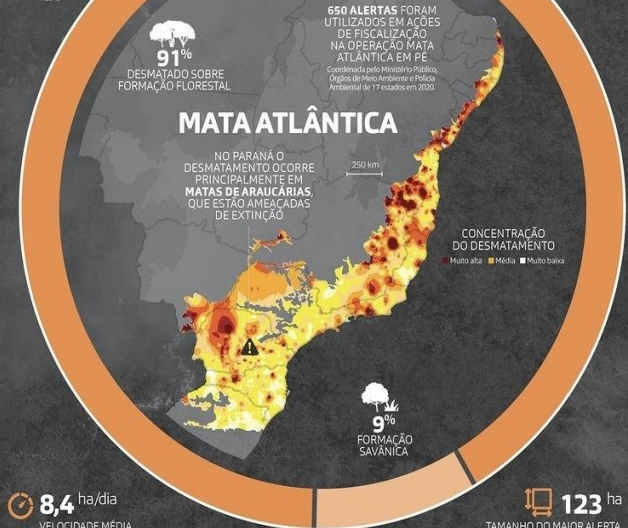 650 ALERTAS FORAM
UTILIZADOS EM AÇÕES
DE FISCALIZAÇÃO
NA OPERAÇÃO MATA
ATLÂNTICA EM PÉ
Coordenada pelo Ministério Público,
Órgãos de Meio Ambiente e Polícia
Ambiental de 17 estados em 2020.
91%
DESMATADO SOBRE
FORMAÇÃO FLORESTAL
MATA ATLÂNTICA
NO PARANÁ O
DESMATAMENTO OCORRE
PRINCIPALMENTE EM
MATAS DE ARAUCÁRIAS,
QUE ESTÃO AMEAÇADAS
DE EXTINÇÃO
250 km
CONCENTRAÇÃO
DO DESMATAMENTO
Muito alta Média Muito baixa
!
9%
FORMAÇÃO
SAVÂNICA
8,4 ha/dia
VELOCIDADE MÉDIA
123 ha
TAMANHO DO MAIOR ALERTA